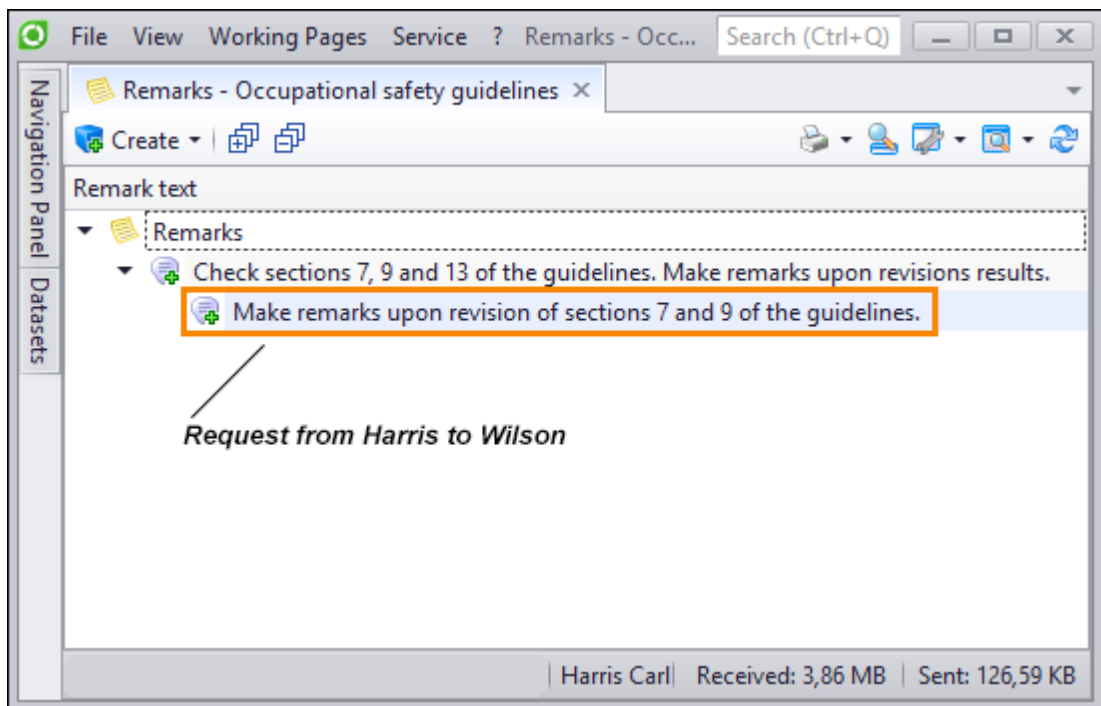 File View Working Pages Service ? Remarks - Occ... Search (Ctrl+Q)
Navigation Panel
Datasets
Remarks - Occupational safety guidelines
Create
Remark text
Remarks
Check sections 7, 9 and 13 of the guidelines. Make remarks upon revisions results.
Make remarks upon revision of sections 7 and 9 of the guidelines.
Request from Harris to Wilson
Harris Carl Received: 3,86 MB Sent: 126,59 KB